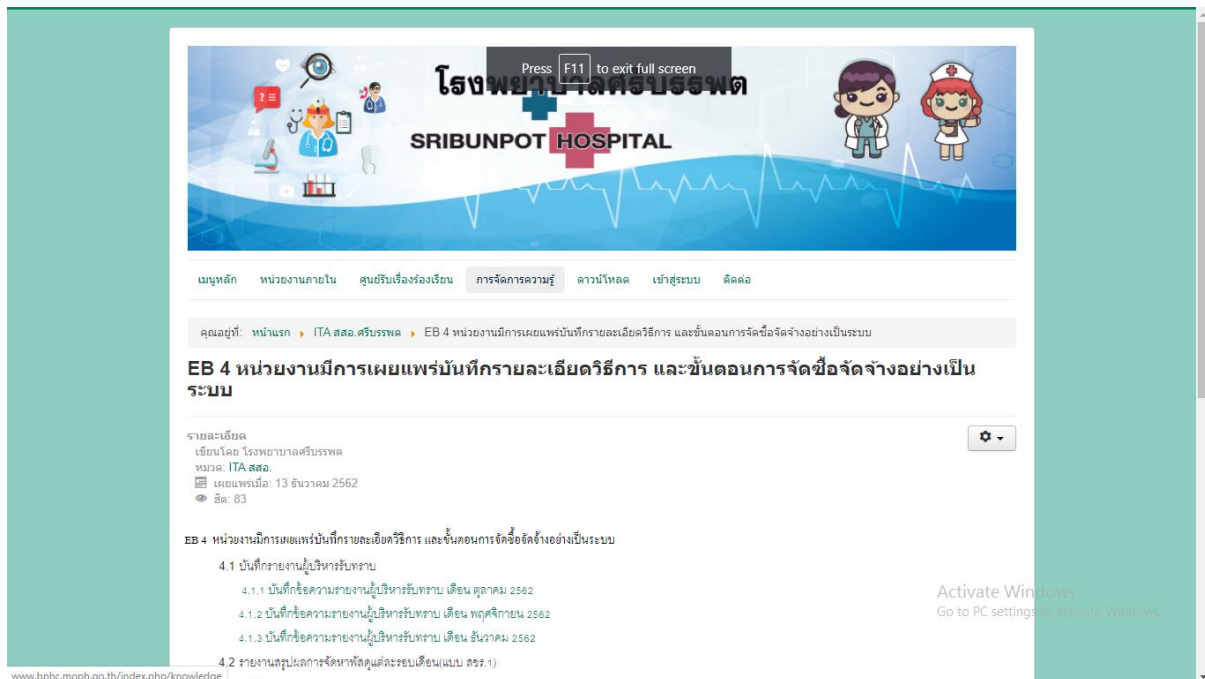 Press F11 to exit full screen
โรงพยาบาลศรีบรรพต
SRIBUNPOT HOSPITAL
เมนูหลัก หน่วยงานภายใน ศูนย์รับเรื่องร้องเรียน การจัดการความรู้ ดาวน์โหลด เข้าสู่ระบบ ติดต่อ
คุณอยู่ที่: หน้าแรก ITA สสอ.ศรีบรรพต EB 4 หน่วยงานมีการเผยแพร่บันทึกรายละเอียดวิธีการ และขั้นตอนการจัดซื้อจัดจ้างอย่างเป็นระบบ
EB 4 หน่วยงานมีการเผยแพร่บันทึกรายละเอียดวิธีการ และขั้นตอนการจัดซื้อจัดจ้างอย่างเป็น
ระบบ
รายละเอียด
เขียนโดย โรงพยาบาลศรีบรรพต
หมวด: ITA สสอ.
เผยแพร่เมื่อ: 13 ธันวาคม 2562
ฮิต: 83
EB 4 หน่วยงานมีการเผยแพร่บันทึกรายละเอียดวิธีการ และขั้นตอนการจัดซื้อจัดจ้างอย่างเป็นระบบ
4.1 บันทึกรายงานผู้บริหารรับทราบ
4.1.1 บันทึกข้อความรายงานผู้บริหารรับทราบ เดือน ตุลาคม 2562
4.1.2 บันทึกข้อความรายงานผู้บริหารรับทราบ เดือน พฤศจิกายน 2562
4.1.3 บันทึกข้อความรายงานผู้บริหารรับทราบ เดือน ธันวาคม 2562
4.2 รายงานสรุปผลการจัดหาพัสดุแต่ละรอบเดือน(แบบ สขร.1)
Activate Windows
Go to PC settings to activate Windows.
www.bphc.moph.go.th/index.php/knowledge